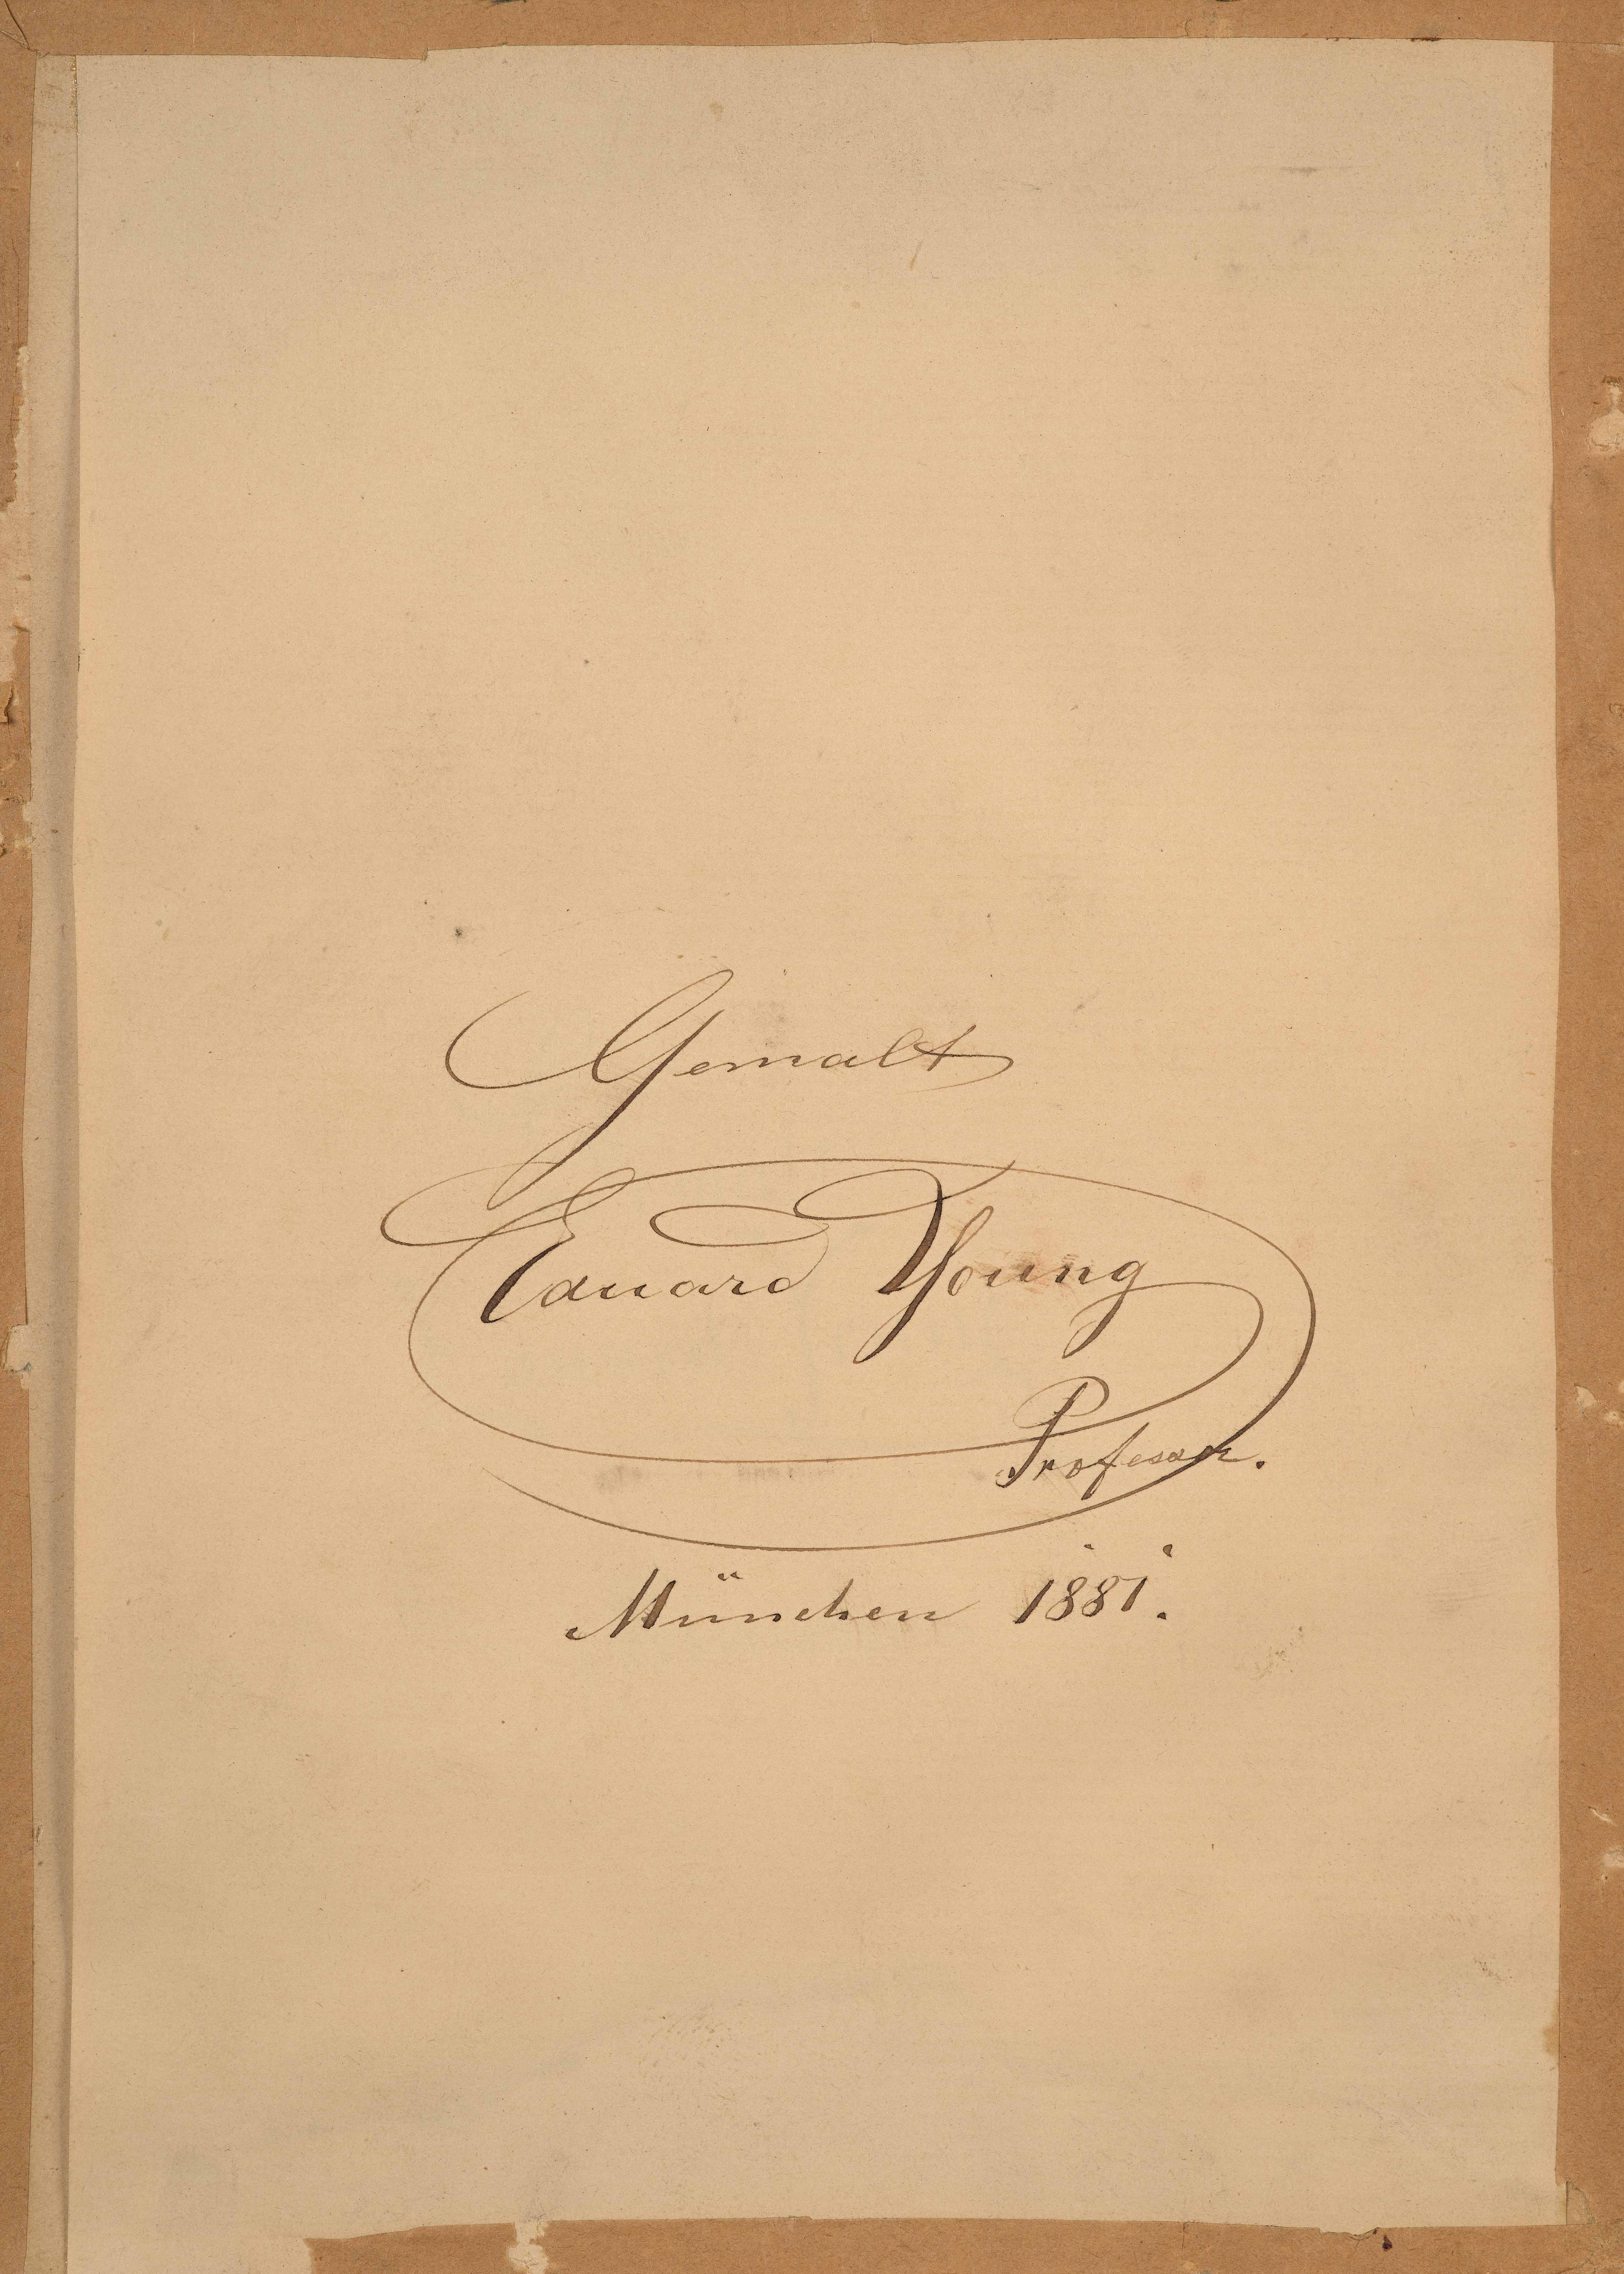 Gemalt
Eduard Young
Professor.
München 1881.